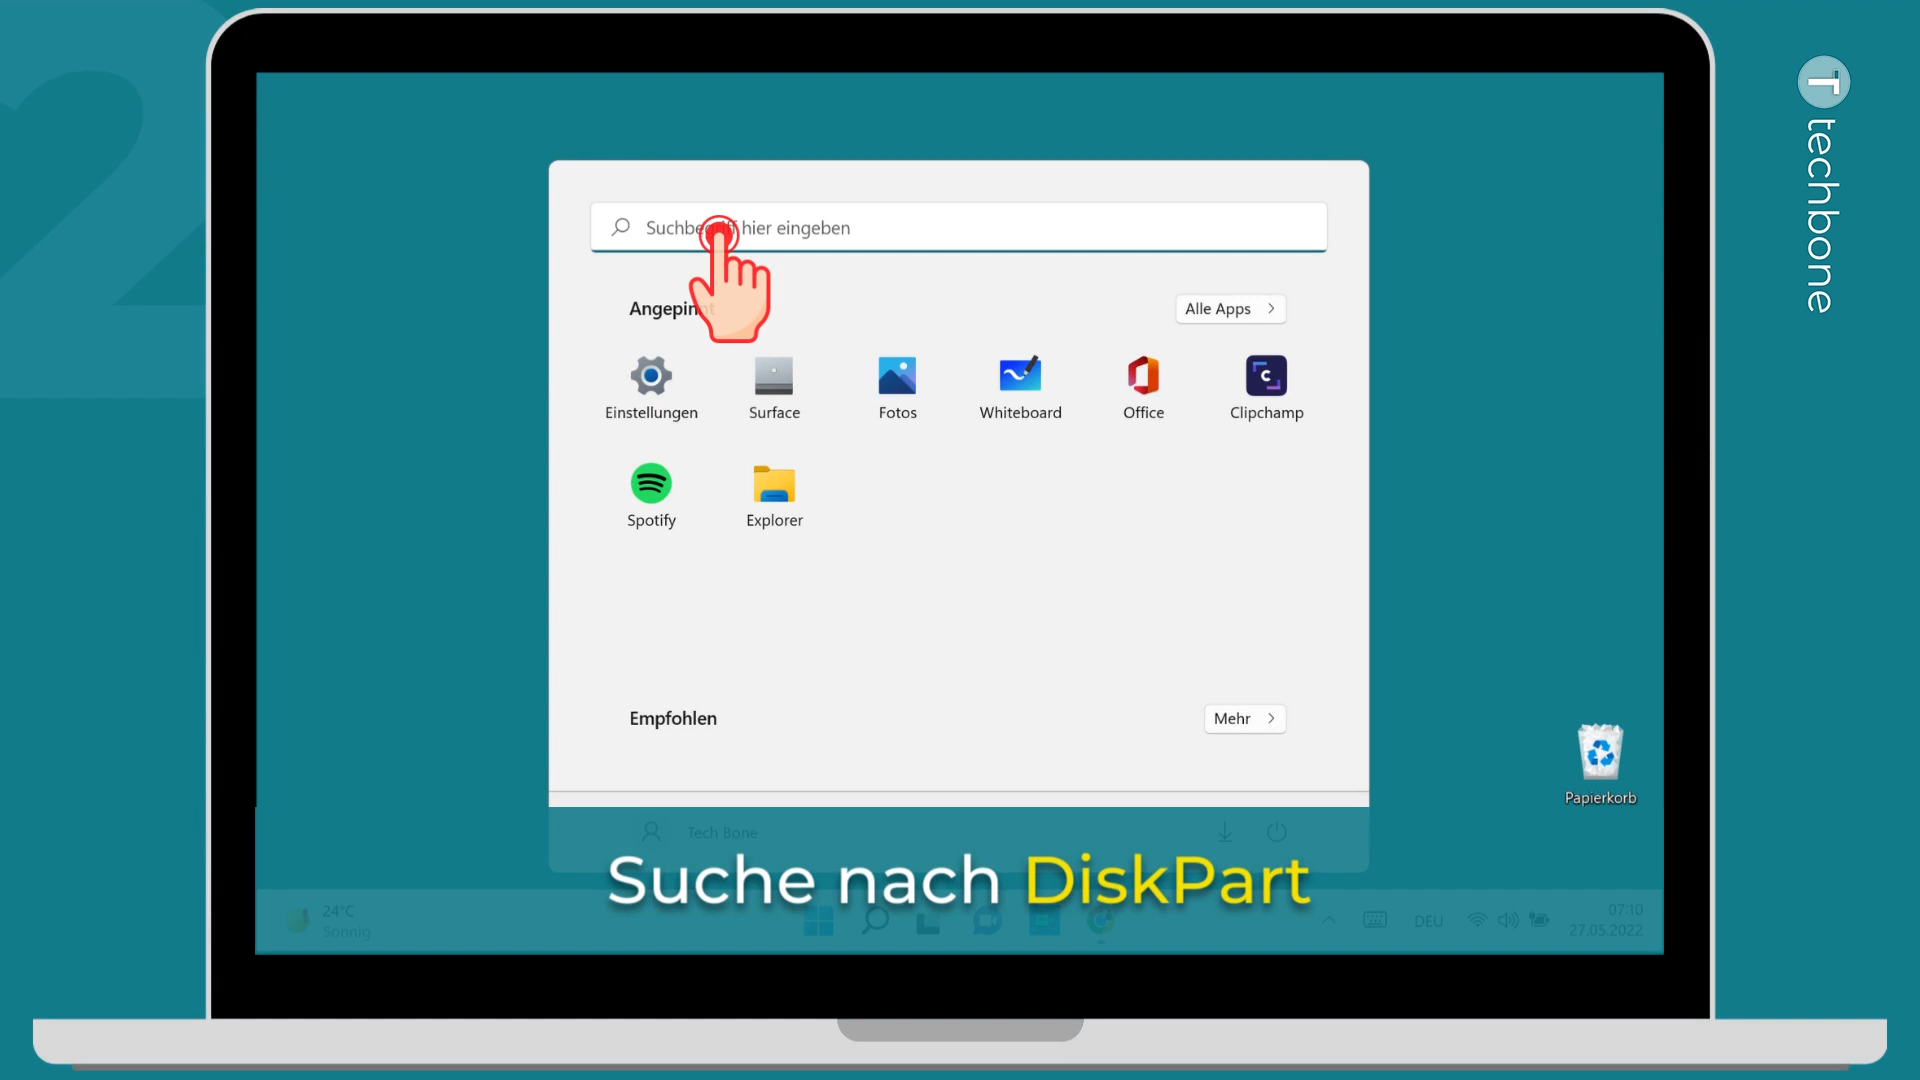 techbone
Suchbegriff hier eingeben
Angepinnt
Alle Apps
Einstellungen
Surface
Fotos
Whiteboard
Office
Clipchamp
Spotify
Explorer
Empfohlen
Mehr
Papierkorb
Tech Bone
Suche nach DiskPart
24°C
Sonnig
DEU
07:10
27.05.2022
2